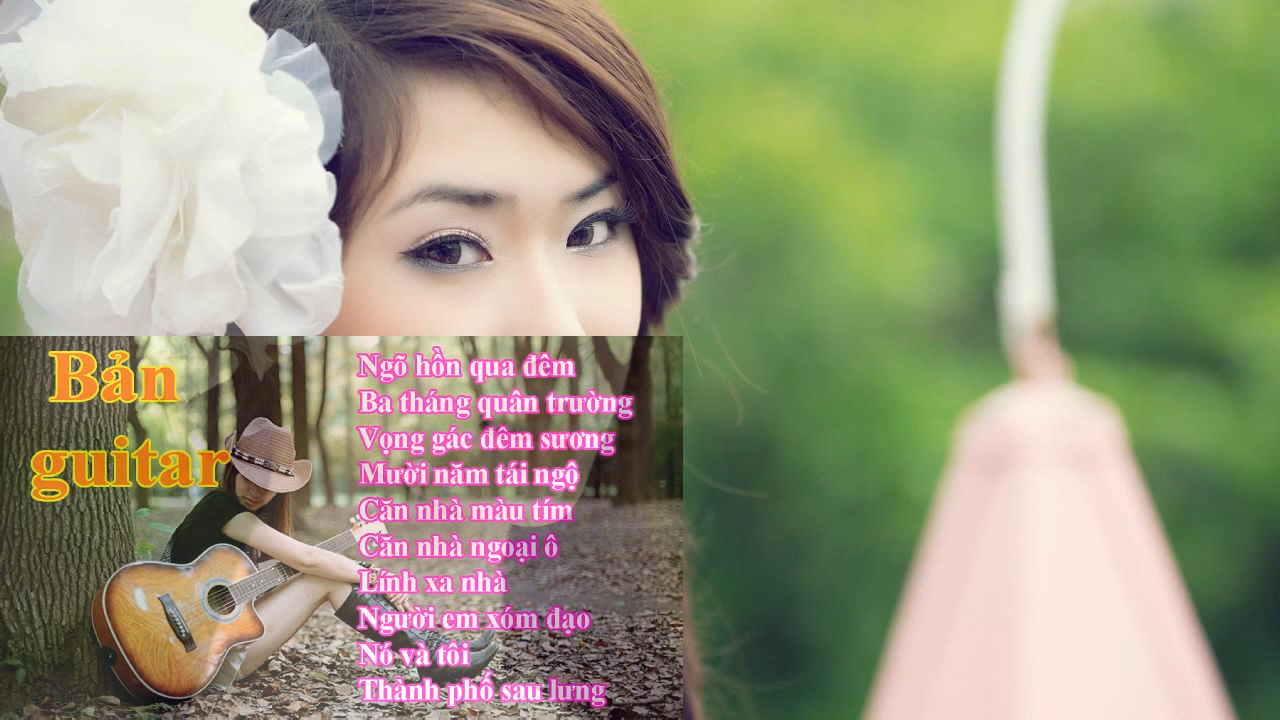 Bản
guitar
Ngõ hồn qua đêm
Ba tháng quân trường
Vọng gác đêm sương
Mười năm tái ngộ
Căn nhà màu tím
Căn nhà ngoại ô
Lính xa nhà
Người em xóm đạo
Nó và tôi
Thành phố sau lưng